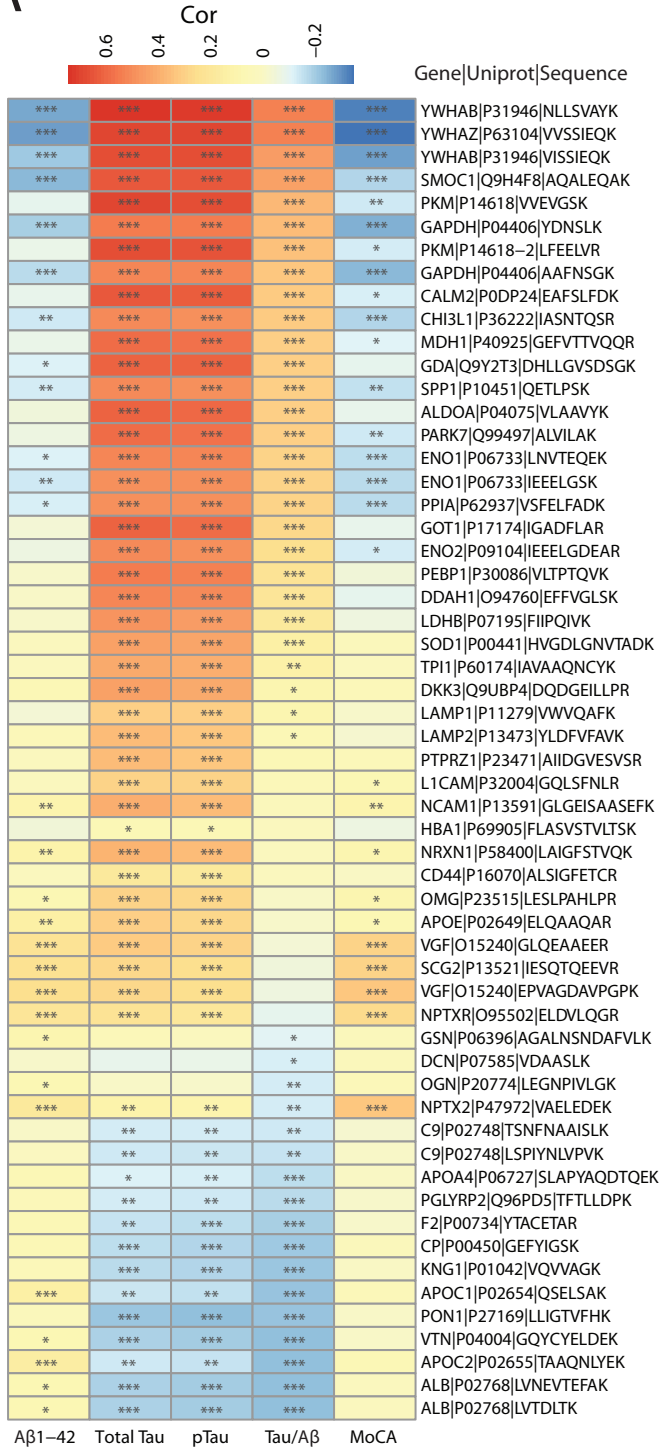 Cor
0.6 0.4 0.2 0 −0.2
Gene|Uniprot|Sequence
*** *** *** *** *** YWHAB|P31946|NLLSVAYK
*** *** *** *** *** YWHAZ|P63104|VVSSIEQK
*** *** *** *** *** YWHAB|P31946|VISSIEQK
*** *** *** *** *** SMOC1|Q9H4F8|AQALEQAK
*** *** *** ** PKM|P14618|VVEVGSK
*** *** *** *** *** GAPDH|P04406|YDNSLK
*** *** *** * PKM|P14618−2|LFEELVR
*** *** *** *** *** GAPDH|P04406|AAFNSGK
*** *** *** * CALM2|P0DP24|EAFSLFDK
** *** *** *** *** CHI3L1|P36222|IASNTQSR
*** *** *** * MDH1|P40925|GEFVTTVQQR
* *** *** *** GDA|Q9Y2T3|DHLLGVSDSGK
** *** *** *** ** SPP1|P10451|QETLPSK
*** *** *** ALDOA|P04075|VLAAVYK
*** *** *** ** PARK7|Q99497|ALVILAK
* *** *** *** *** ENO1|P06733|LNVTEQEK
** *** *** *** *** ENO1|P06733|IEEELGSK
* *** *** *** *** PPIA|P62937|VSFELFADK
*** *** *** GOT1|P17174|IGADFLAR
*** *** *** * ENO2|P09104|IEEELGDEAR
*** *** *** PEBP1|P30086|VLTPTQVK
*** *** *** DDAH1|O94760|EFFVGLSK
*** *** *** LDHB|P07195|FIIPQIVK
*** *** *** SOD1|P00441|HVGDLGNVTADK
*** *** ** TPI1|P60174|IAVAAQNCYK
*** *** * DKK3|Q9UBP4|DQDGEILLPR
*** *** * LAMP1|P11279|VWVQAFK
*** *** * LAMP2|P13473|YLDFVFAVK
*** *** PTPRZ1|P23471|AIIDGVESVSR
*** *** * L1CAM|P32004|GQLSFNLR
** *** *** ** NCAM1|P13591|GLGEISAASEFK
* * HBA1|P69905|FLASVSTVLTSK
** *** *** * NRXN1|P58400|LAIGFSTVQK
*** *** CD44|P16070|ALSIGFETCR
* *** *** * OMG|P23515|LESLPAHLPR
** *** *** * APOE|P02649|ELQAAQAR
*** *** *** *** VGF|O15240|GLQEAAEER
*** *** *** *** SCG2|P13521|IESQTQEEVR
*** *** *** *** VGF|O15240|EPVAGDAVPGPK
*** *** *** *** NPTXR|O95502|ELDVLQGR
* * GSN|P06396|AGALNSNDAFVLK
* DCN|P07585|VDAASLK
* ** OGN|P20774|LEGNPIVLGK
*** ** ** ** *** NPTX2|P47972|VAELEDEK
** ** ** C9|P02748|TSNFNAAISLK
** ** ** C9|P02748|LSPIYNLVPVK
* ** *** APOA4|P06727|SLAPYAQDTQEK
** ** *** PGLYRP2|Q96PD5|TFTLLDPK
** *** *** F2|P00734|YTACETAR
*** *** *** CP|P00450|GEFYIGSK
*** *** *** KNG1|P01042|VQVVAGK
*** ** ** *** APOC1|P02654|QSELSAK
*** *** *** PON1|P27169|LLIGTVFHK
* *** *** *** VTN|P04004|GQYCYELDEK
*** ** ** *** APOC2|P02655|TAAQNLYEK
* *** *** *** ALB|P02768|LVNEVTEFAK
* *** *** *** ALB|P02768|LVTDLTK
Aβ1−42 Total Tau pTau Tau/Aβ MoCA